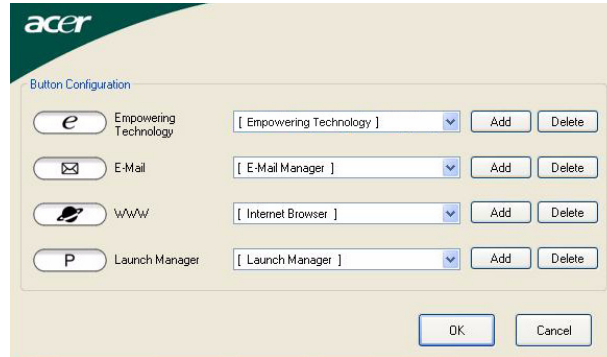 acer
Button Configuration
e Empowering Technology [ Empowering Technology ] Add Delete
E-Mail [ E-Mail Manager ] Add Delete
WWW [ Internet Browser ] Add Delete
P Launch Manager [ Launch Manager ] Add Delete
OK Cancel